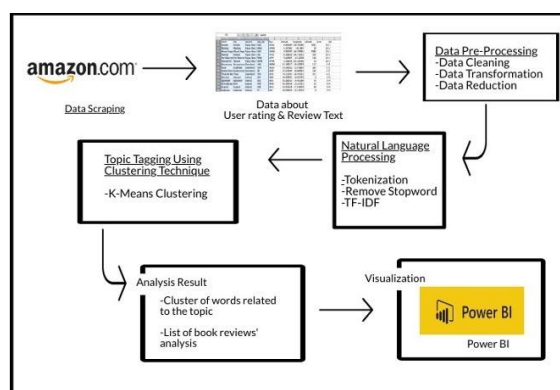 amazon.com
Data Scraping
Data about
User rating & Review Text
Data Pre-Processing
-Data Cleaning
-Data Transformation
-Data Reduction
Natural Language
Processing
-Tokenization
-Remove Stopword
-TF-IDF
Topic Tagging Using
Clustering Technique
-K-Means Clustering
Analysis Result
-Cluster of words related
to the topic
-List of book reviews'
analysis
Visualization
Power BI
Power BI